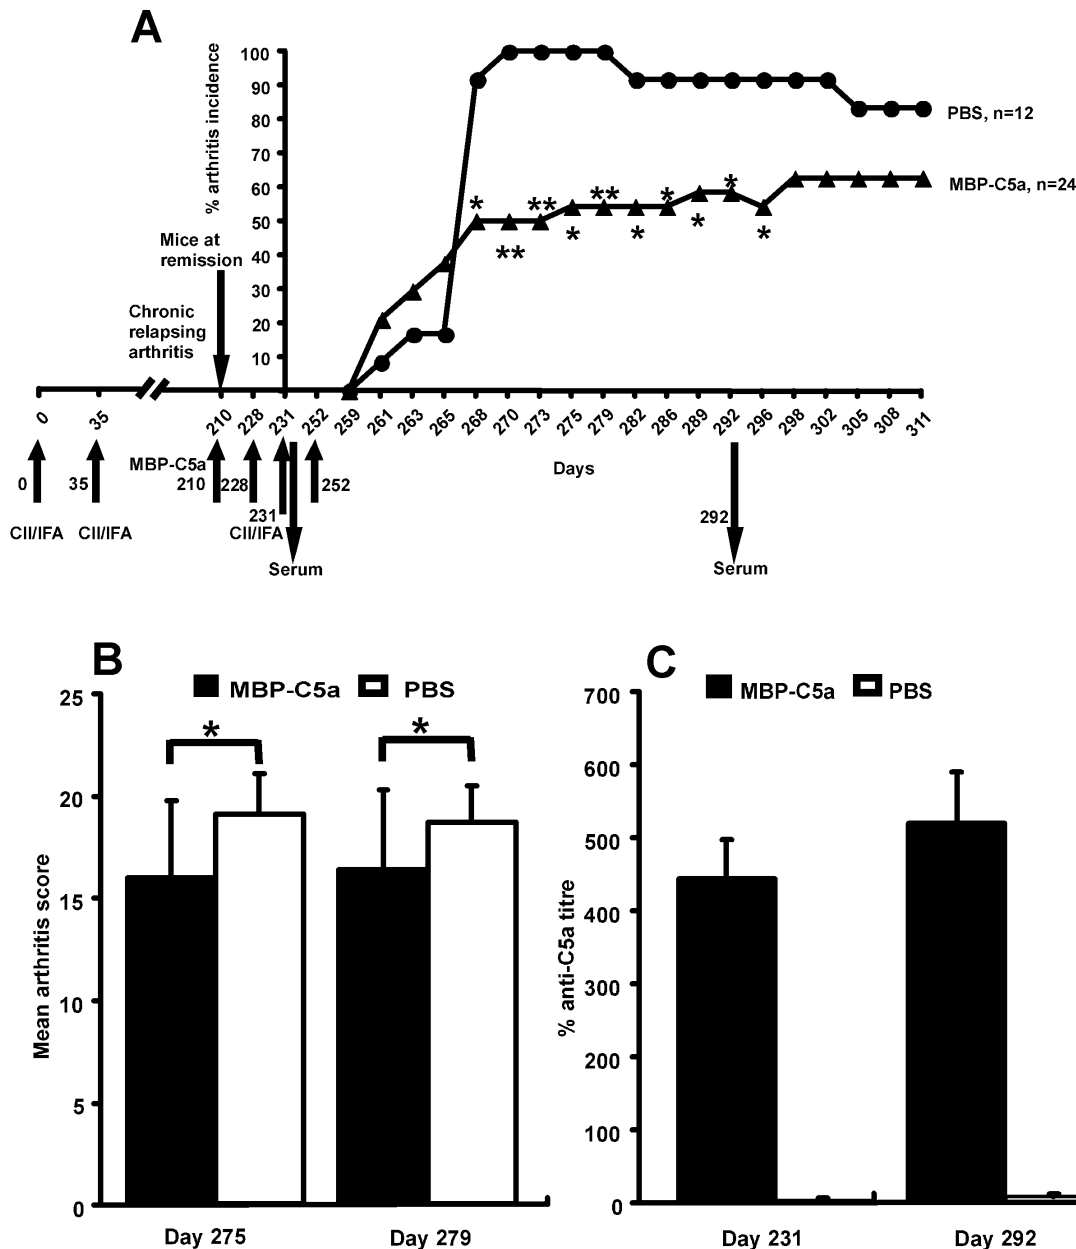 A
% arthritis incidence
100
90
80
70
60
50
40
30
20
10
PBS, n=12
MBP-C5a, n=24
* ** ** * *
** * * * *
Mice at
remission
Chronic
relapsing
arthritis
0 35 210 228 231 252 259 261 263 265 268 270 273 275 279 282 286 289 292 296 298 302 305 308 311
Days
MBP-C5a
0 35 210 228 252
231 292
CII/IFA CII/IFA CII/IFA
Serum Serum
B
MBP-C5a PBS
Mean arthritis score
25
20
15
10
5
0
* *
Day 275 Day 279
C
MBP-C5a PBS
% anti-C5a titre
700
600
500
400
300
200
100
0
Day 231 Day 292